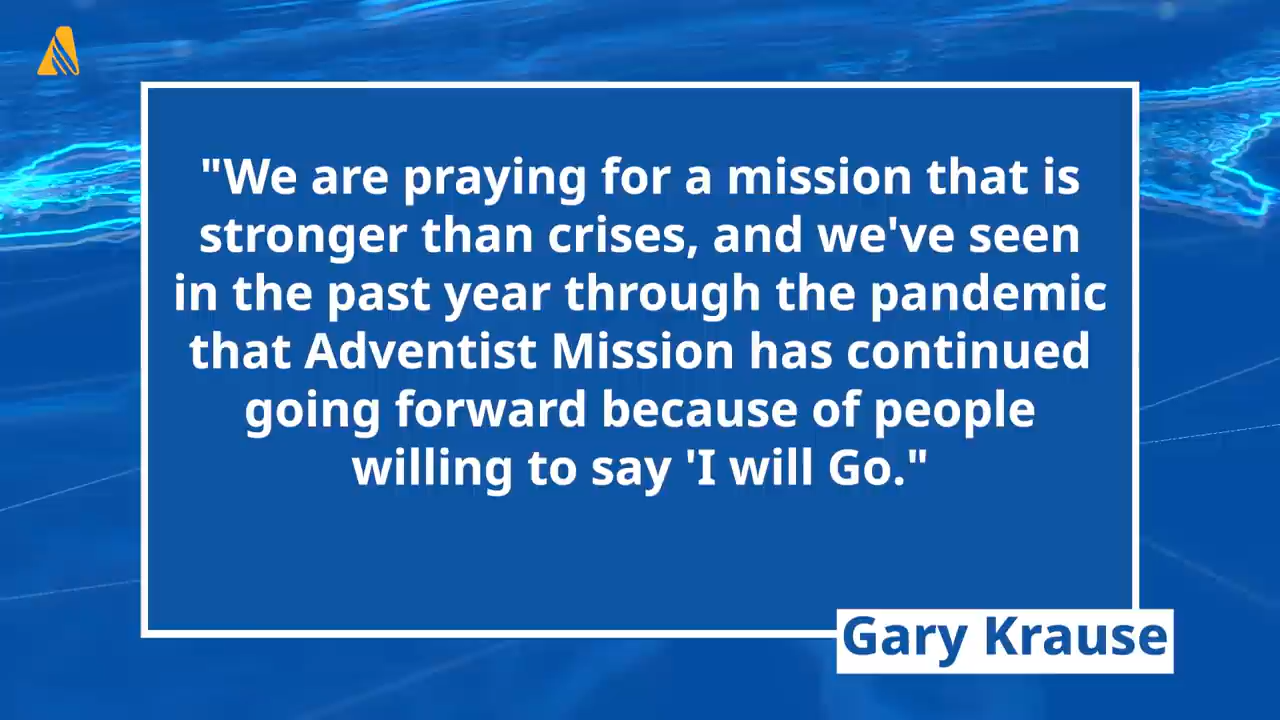 "We are praying for a mission that is
stronger than crises, and we've seen
in the past year through the pandemic
that Adventist Mission has continued
going forward because of people
willing to say 'I will Go."
Gary Krause